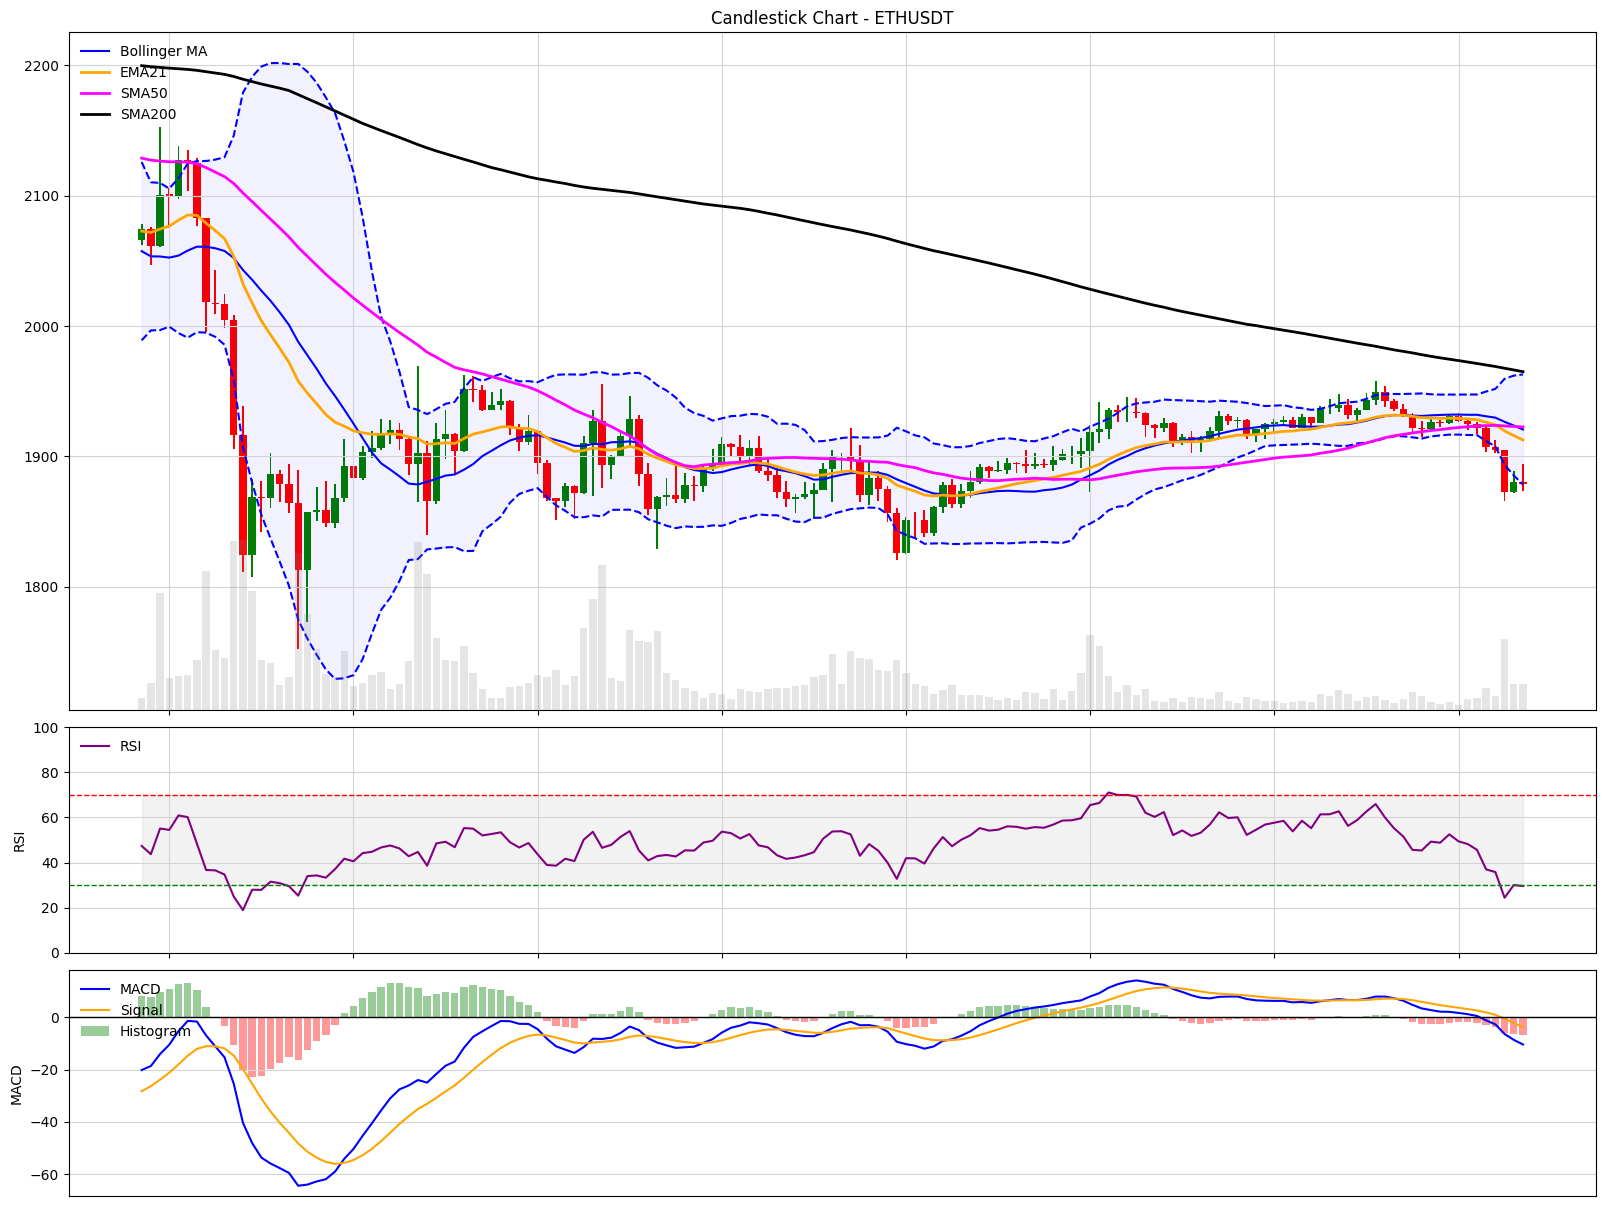 Candlestick Chart - ETHUSDT
Bollinger MA
EMA21
SMA50
SMA200
2200
2100
2000
1900
1800
RSI
100
80
60
40
20
0
RSI
MACD
Signal
Histogram
0
−20
−40
−60
MACD